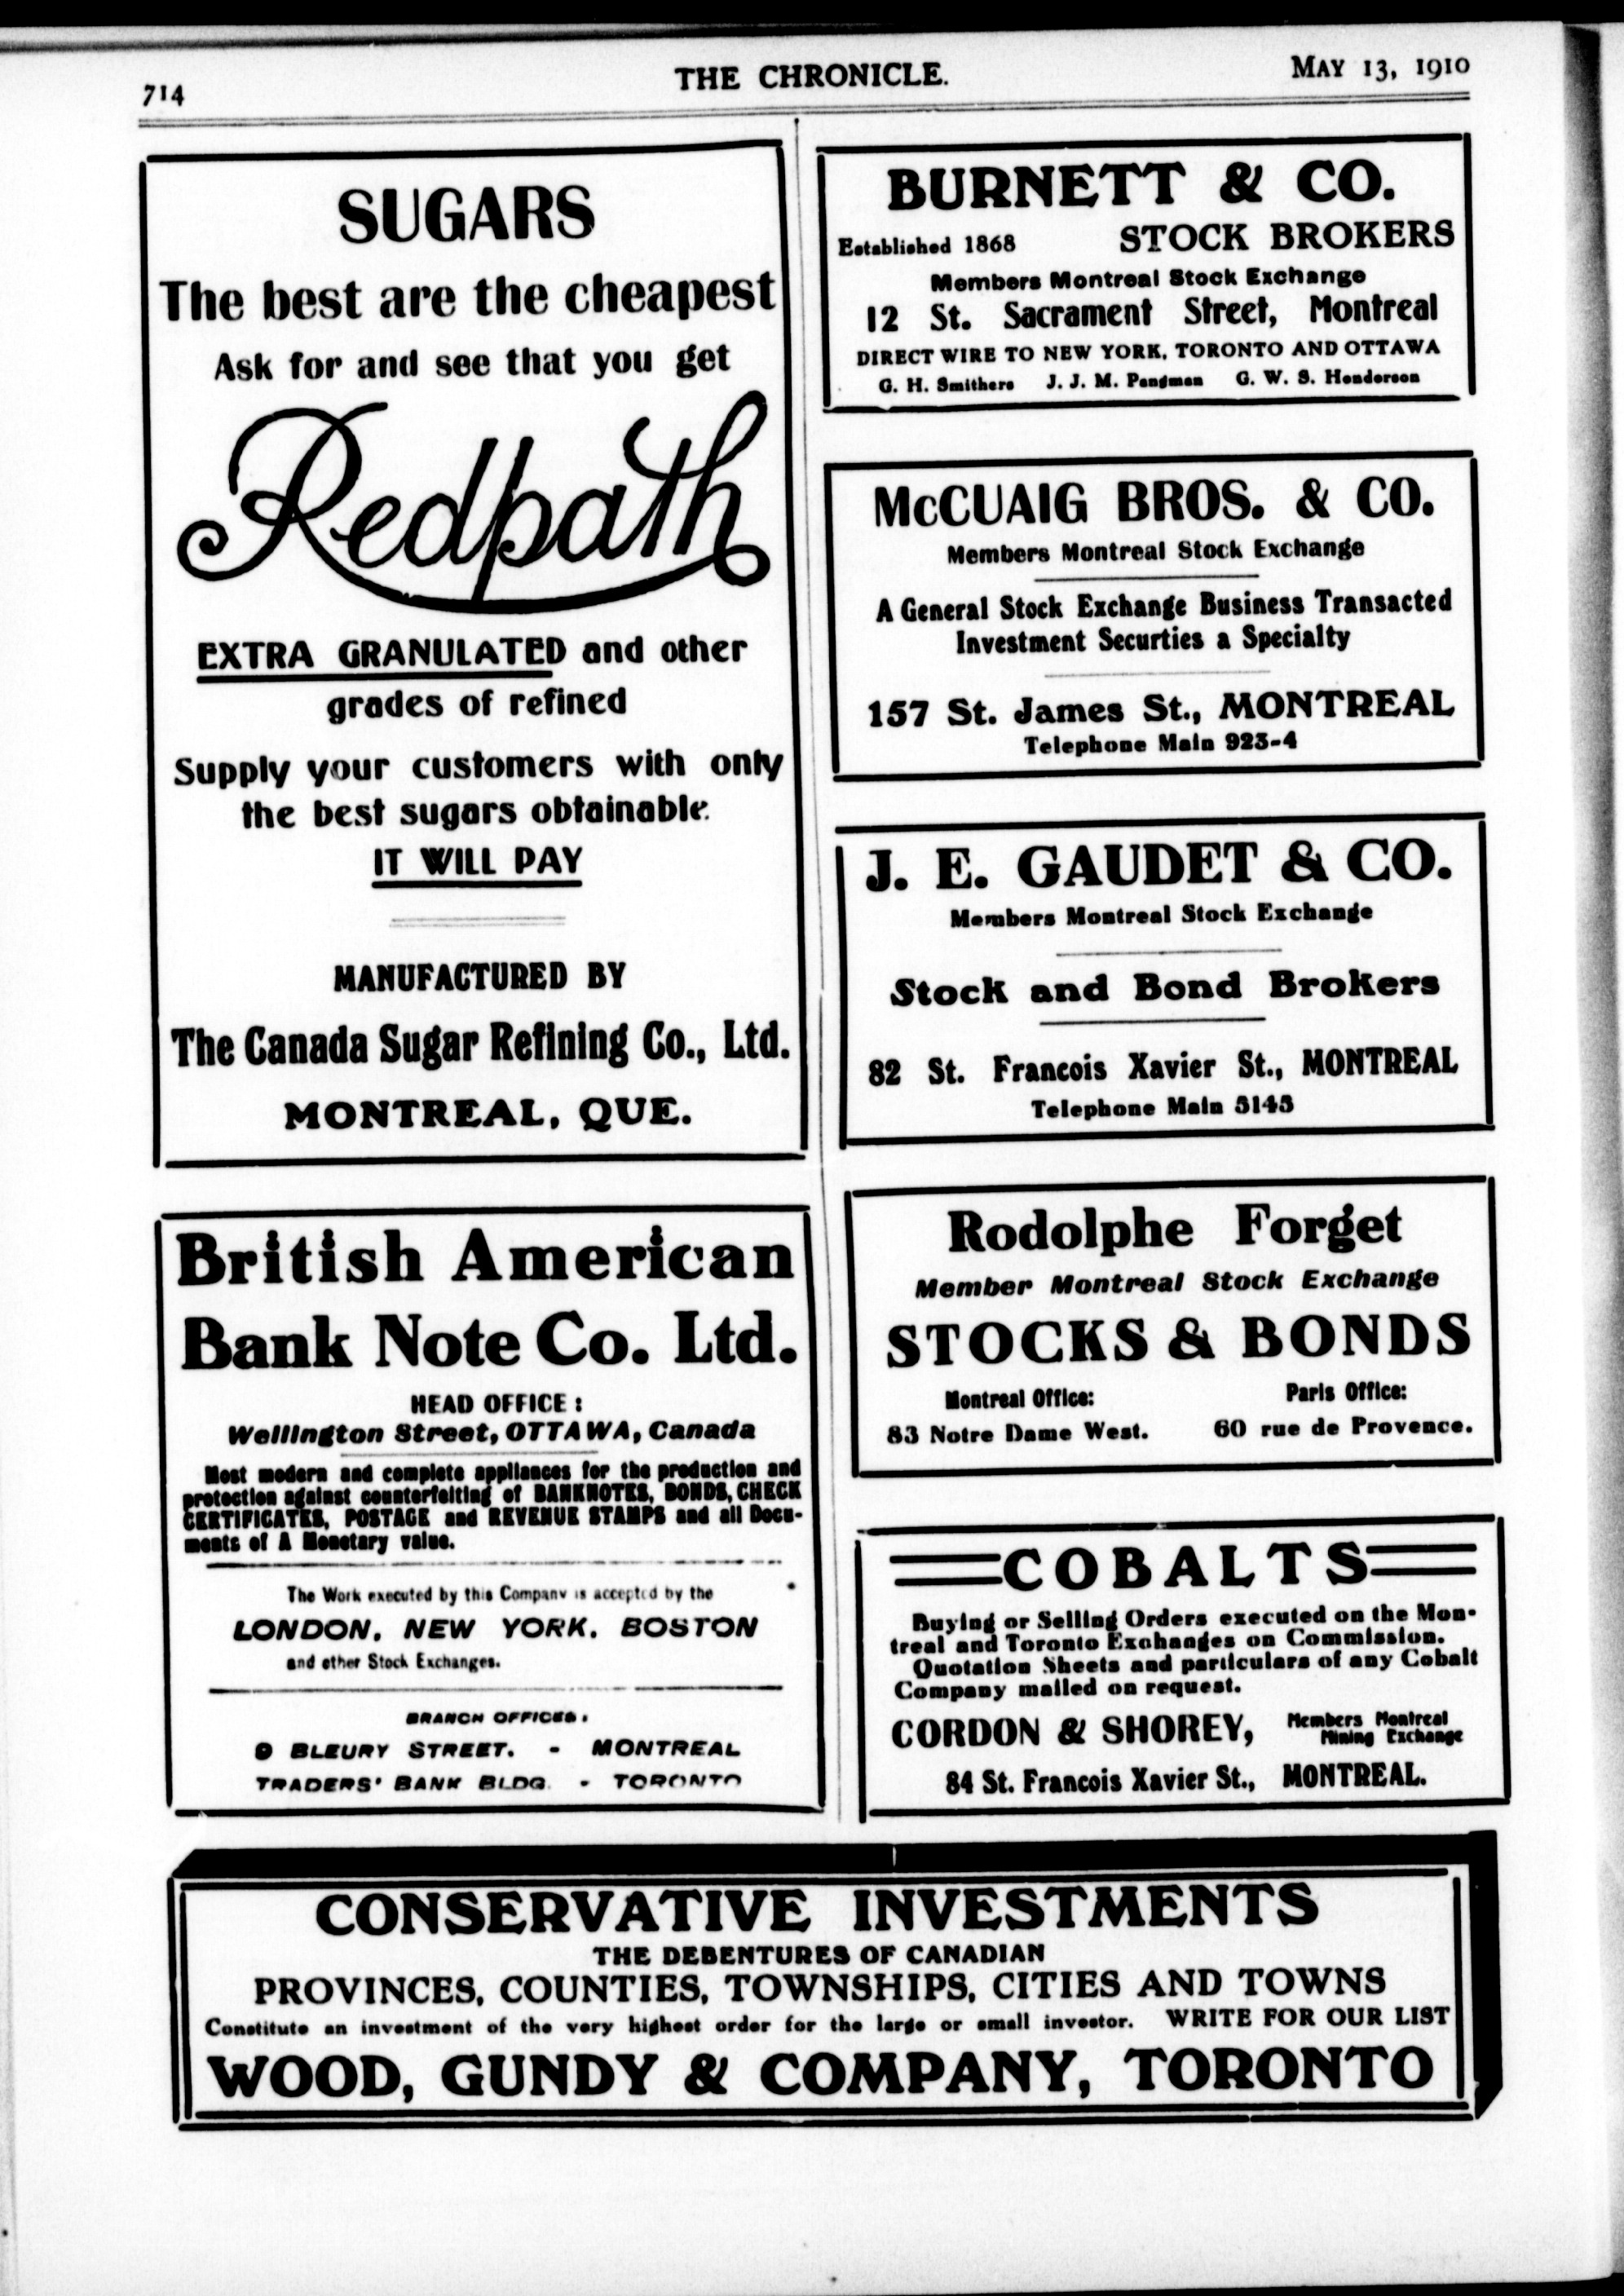 714
THE CHRONICLE.
MAY 13, 1910
SUGARS
The best are the cheapest
Ask for and see that you get
Redpath
EXTRA GRANULATED and other
grades of refined
Supply your customers with only
the best sugars obtainable.
IT WILL PAY
MANUFACTURED BY
The Canada Sugar Refining Co., Ltd.
MONTREAL, QUE.
British American
Bank Note Co. Ltd.
HEAD OFFICE :
Wellington Street, OTTAWA, Canada
Most modern and complete appliances for the production and
protection against counterfeiting of BANKNOTES, BONDS, CHECK
CERTIFICATES, POSTAGE and REVENUE STAMPS and all Docu-
ments of A Monetary value.
The Work executed by this Company is accepted by the
LONDON, NEW YORK, BOSTON
and other Stock Exchanges.
BRANCH OFFICES:
9 BLEURY STREET. - MONTREAL
TRADERS' BANK BLDG. - TORONTO
BURNETT & CO.
Established 1868 STOCK BROKERS
Members Montreal Stock Exchange
12 St. Sacrament Street, Montreal
DIRECT WIRE TO NEW YORK, TORONTO AND OTTAWA
G. H. Smithers J. J. M. Pangman G. W. S. Henderson
McCUAIG BROS. & CO.
Members Montreal Stock Exchange
A General Stock Exchange Business Transacted
Investment Securties a Specialty
157 St. James St., MONTREAL
Telephone Main 923-4
J. E. GAUDET & CO.
Members Montreal Stock Exchange
Stock and Bond Brokers
82 St. Francois Xavier St., MONTREAL
Telephone Main 5145
Rodolphe Forget
Member Montreal Stock Exchange
STOCKS & BONDS
Montreal Office: Paris Office:
83 Notre Dame West. 60 rue de Provence.
COBALTS
Buying or Selling Orders executed on the Mon-
treal and Toronto Exchanges on Commission.
Quotation Sheets and particulars of any Cobalt
Company mailed on request.
CORDON & SHOREY, Members Montreal
Mining Exchange
84 St. Francois Xavier St., MONTREAL.
CONSERVATIVE INVESTMENTS
THE DEBENTURES OF CANADIAN
PROVINCES, COUNTIES, TOWNSHIPS, CITIES AND TOWNS
Constitute an investment of the very highest order for the large or small investor. WRITE FOR OUR LIST
WOOD, GUNDY & COMPANY, TORONTO